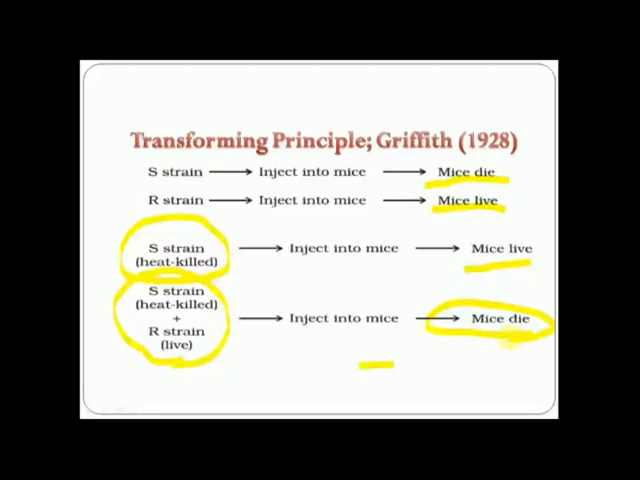 Transforming Principle; Griffith (1928)
S strain Inject into mice Mice die
R strain Inject into mice Mice live
S strain
(heat-killed) Inject into mice Mice live
S strain
(heat-killed)
+ Inject into mice Mice die
R strain
(live)